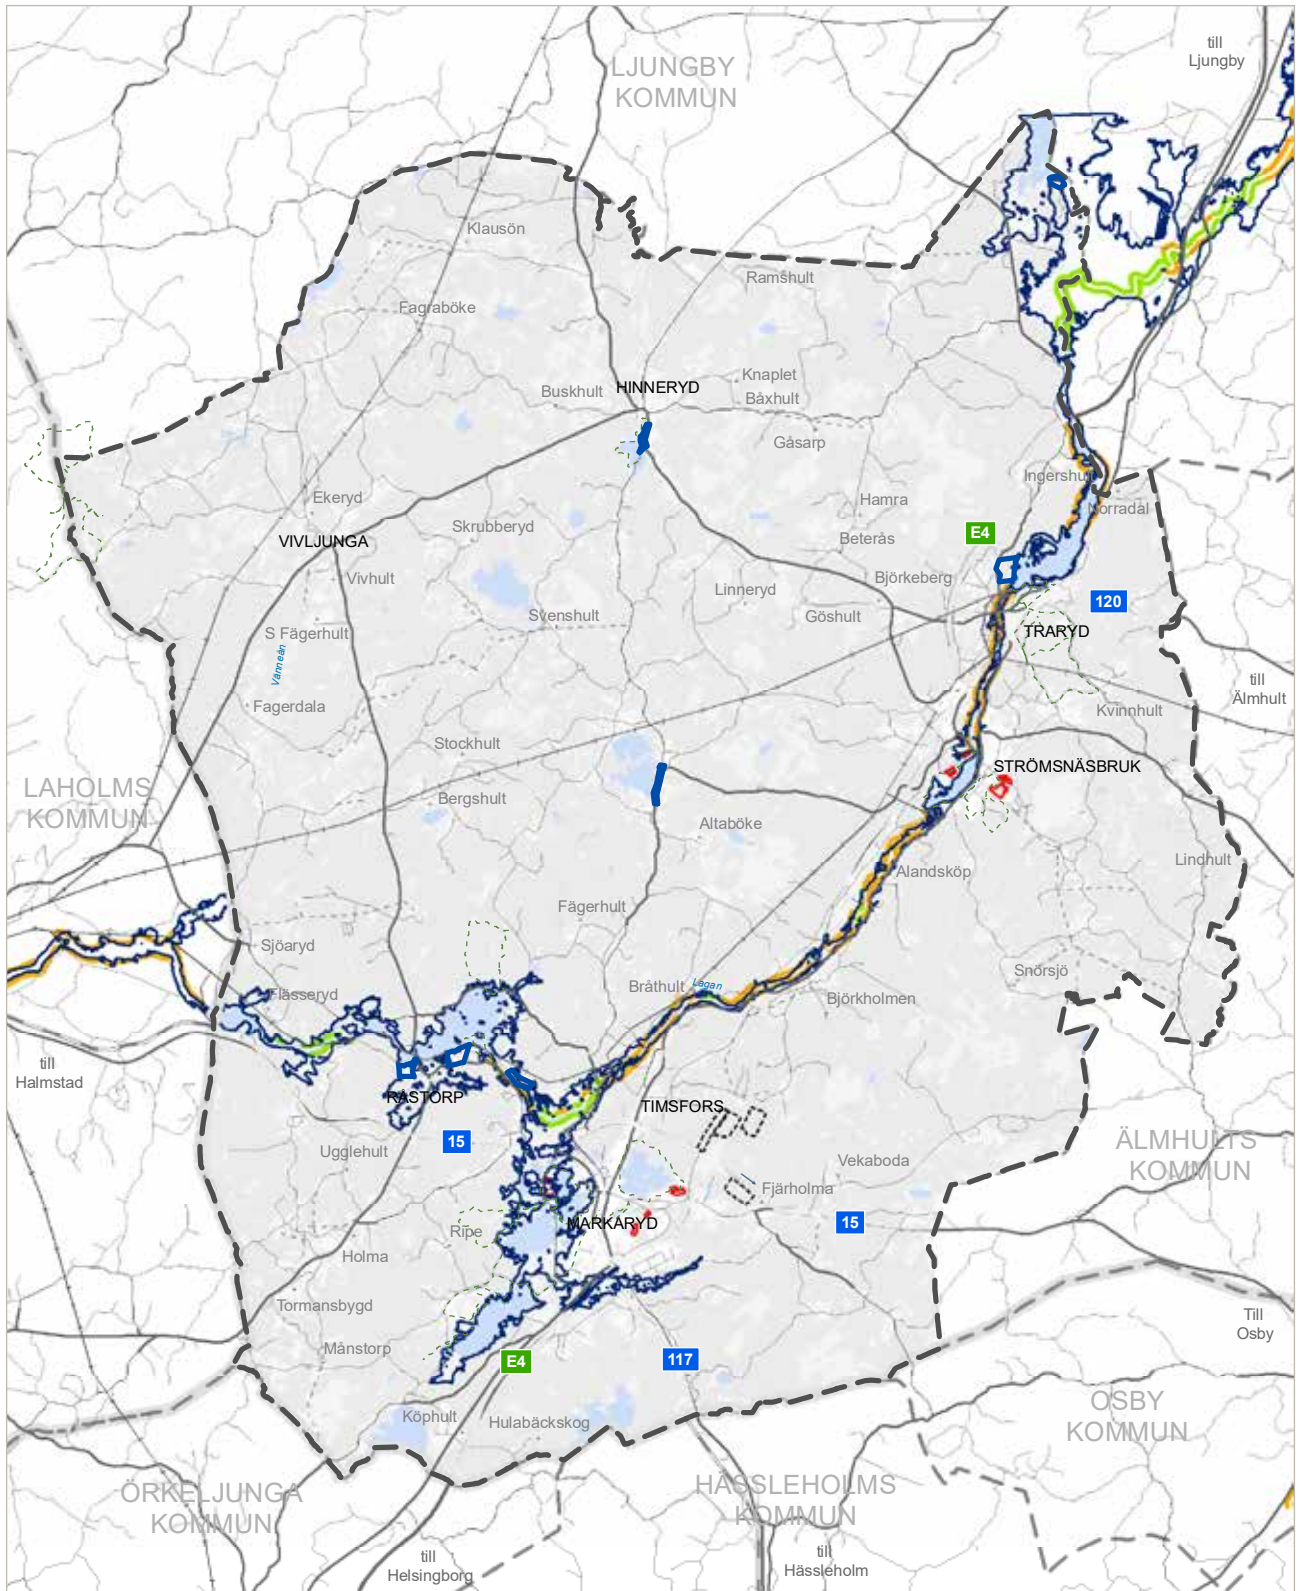 till
Ljungby
LJUNGBY
KOMMUN
Klausön
Ramshult
Fagraböke
Knaplet
Buskhult
HINNERYD
Båxhult
Gåsarp
Ingershult
Ekeryd
Hamra
Norradal
Skrubberyd
E4
VIVLJUNGA
Beterås
Vivhult
Björkeberg
Linneryd
120
Svenshult
Göshult
S Fägerhult
TRARYD
Vänneån
till
Älmhult
Fagerdala
Kvinnhult
Stockhult
STRÖMSNÄSBRUK
LAHOLMS
KOMMUN
Bergshult
Altaböke
Lindhult
Alandsköp
Fägerhult
Sjöaryd
Snörsjö
Bråthult
Lagan
Flässeryd
Björkholmen
till
Halmstad
RÅSTORP
TIMSFORS
15
ÄLMHULTS
KOMMUN
Ugglehult
Vekaboda
Fjärholma
MARKARYD
15
Ripe
Holma
Tormansbygd
Till
Osby
Månstorp
E4
117
OSBY
KOMMUN
Köphult
Hulabäckskog
ÖRKELJUNGA
KOMMUN
HÄSSLEHOLMS
KOMMUN
till
Helsingborg
till
Hässleholm